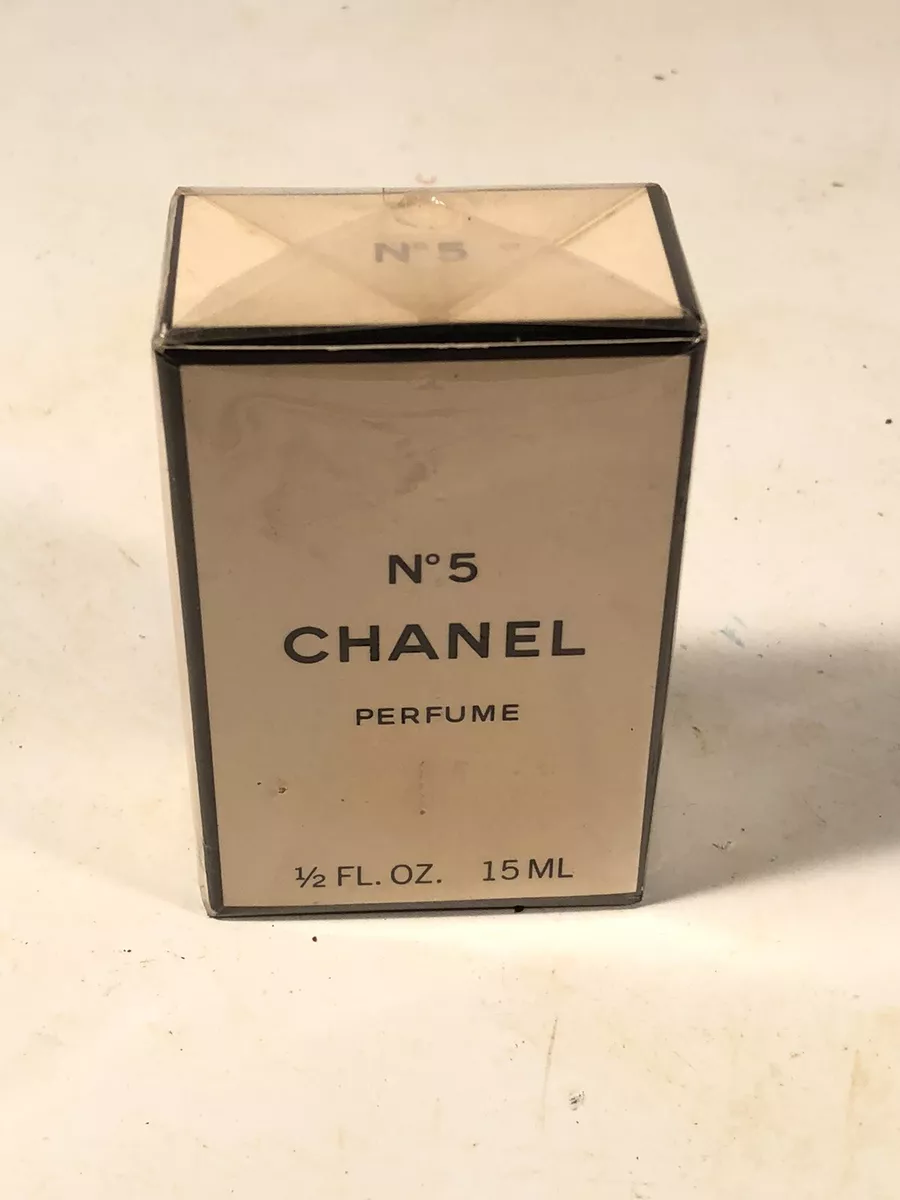 N° 5
N° 5
CHANEL
PERFUME
½ FL. OZ. 15 ML